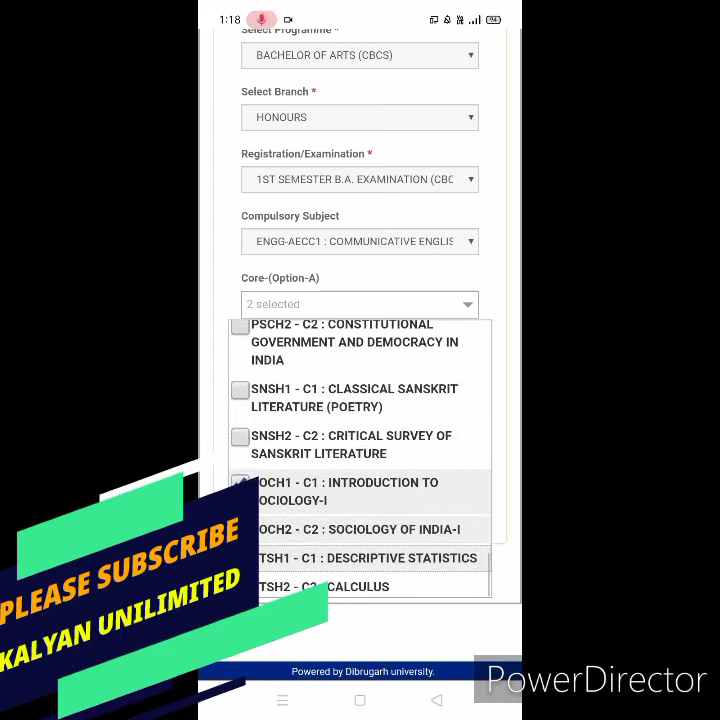 1:18
94
Select Programme *
BACHELOR OF ARTS (CBCS)
Select Branch *
HONOURS
Registration/Examination *
1ST SEMESTER B.A. EXAMINATION (CBC
Compulsory Subject
ENGG-AECC1 : COMMUNICATIVE ENGLIS
Core-(Option-A)
2 selected
PSCH2 - C2 : CONSTITUTIONAL
GOVERNMENT AND DEMOCRACY IN
INDIA
SNSH1 - C1 : CLASSICAL SANSKRIT
LITERATURE (POETRY)
SNSH2 - C2 : CRITICAL SURVEY OF
SANSKRIT LITERATURE
OCH1 - C1 : INTRODUCTION TO
OCIOLOGY-I
OCH2 - C2 : SOCIOLOGY OF INDIA-I
TSH1 - C1 : DESCRIPTIVE STATISTICS
TSH2 - C2 : CALCULUS
PLEASE SUBSCRIBE
KALYAN UNILIMITED
Powered by Dibrugarh university.
PowerDirector